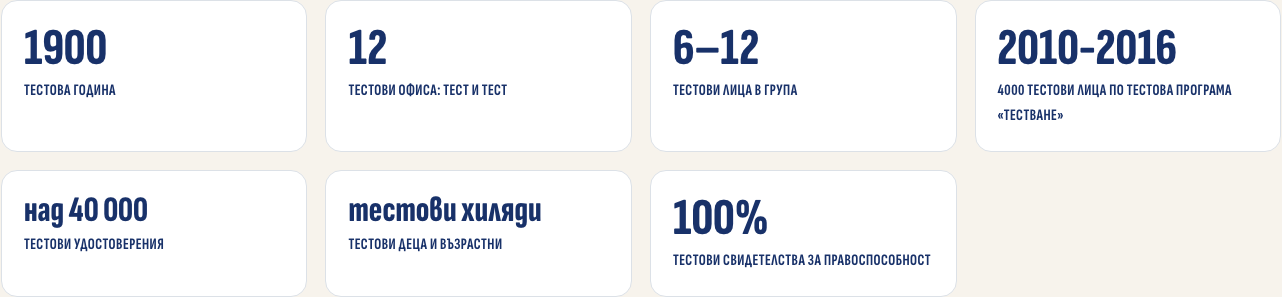 1900
ТЕСТОВА ГОДИНА
12
ТЕСТОВИ ОФИСА: ТЕСТ И ТЕСТ
6–12
ТЕСТОВИ ЛИЦА В ГРУПА
2010-2016
4000 ТЕСТОВИ ЛИЦА ПО ТЕСТОВА ПРОГРАМА
«ТЕСТВАНЕ»
над 40 000
ТЕСТОВИ УДОСТОВЕРЕНИЯ
тестови хиляди
ТЕСТОВИ ДЕЦА И ВЪЗРАСТНИ
100%
ТЕСТОВИ СВИДЕТЕЛСТВА ЗА ПРАВОСПОСОБНОСТ